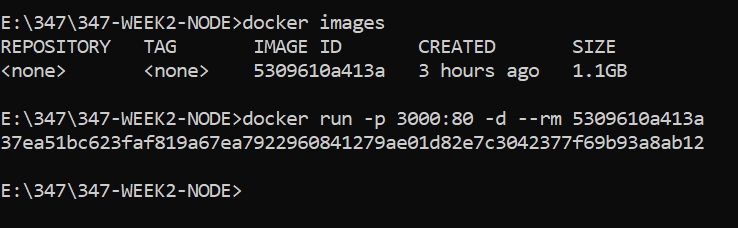 E:\347\347-WEEK2-NODE>docker images
REPOSITORY TAG IMAGE ID CREATED SIZE
<none> <none> 5309610a413a 3 hours ago 1.1GB
E:\347\347-WEEK2-NODE>docker run -p 3000:80 -d --rm 5309610a413a
37ea51bc623faf819a67ea7922960841279ae01d82e7c3042377f69b93a8ab12
E:\347\347-WEEK2-NODE>